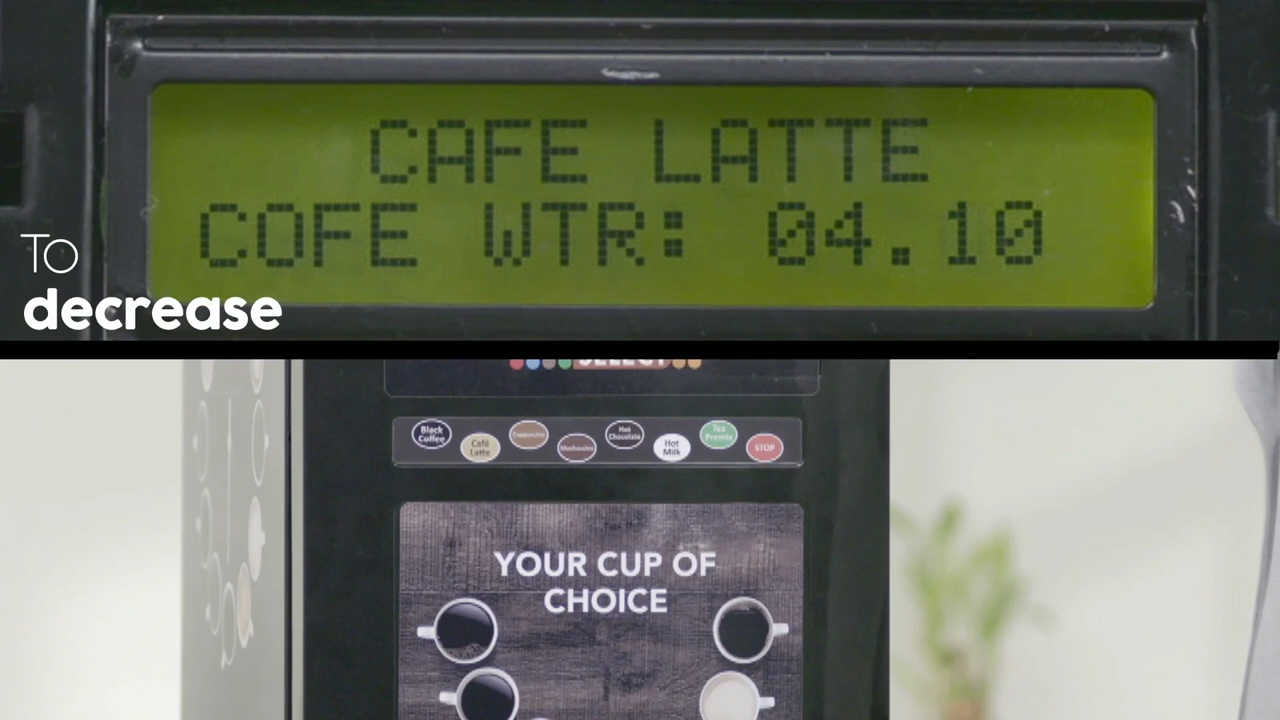 CAFE LATTE
COFE WTR: 04.10
To
decrease
SELECT
Black
Coffee
Café
Latte
Cappuccino
Mochaccino
Hot
Chocolate
Hot
Milk
Tea
Premix
STOP
YOUR CUP OF
CHOICE